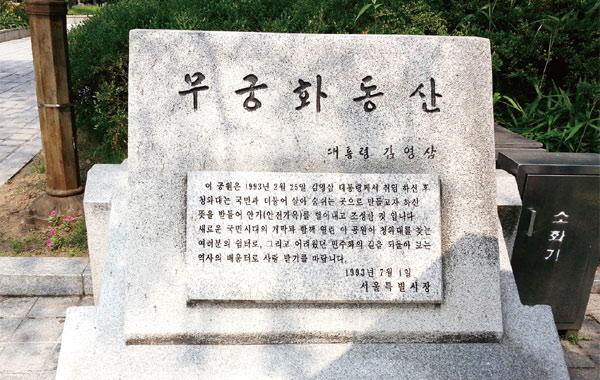 무궁화동산
대통령 김영삼
이 공원은 1993년 2월 25일 김영삼 대통령께서 취임 하신 후
청와대는 국민과 더불어 살아 숨쉬는 곳으로 만들고자 하신
뜻을 받들어 안가(안전가옥)를 헐어내고 조성한 것 입니다.
새로운 국민시대의 개막과 함께 열린 이 공원이 청와대를 찾는
여러분의 쉼터로, 그리고 어려웠던 민주화의 길을 되돌아 보는
역사의 배움터로 사랑 받기를 바랍니다.
1993년 7월 1일
서울특별시장
소화기